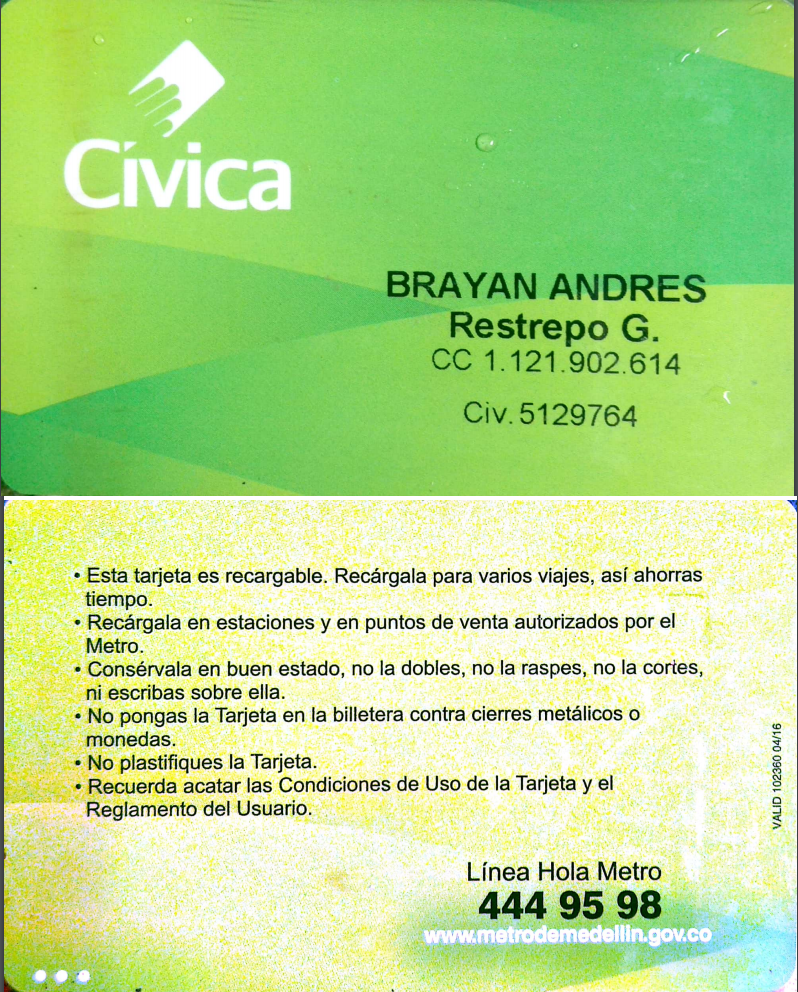 Cívica
BRAYAN ANDRES
Restrepo G.
CC 1.121.902.614
Civ. 5129764
• Esta tarjeta es recargable. Recárgala para varios viajes, así ahorras
tiempo.
• Recárgala en estaciones y en puntos de venta autorizados por el
Metro.
• Consérvala en buen estado, no la dobles, no la raspes, no la cortes,
ni escribas sobre ella.
• No pongas la Tarjeta en la billetera contra cierres metálicos o
monedas.
• No plastifiques la Tarjeta.
• Recuerda acatar las Condiciones de Uso de la Tarjeta y el
Reglamento del Usuario.
VALID 102360 04/16
Línea Hola Metro
444 95 98
www.metrodemedellin.gov.co